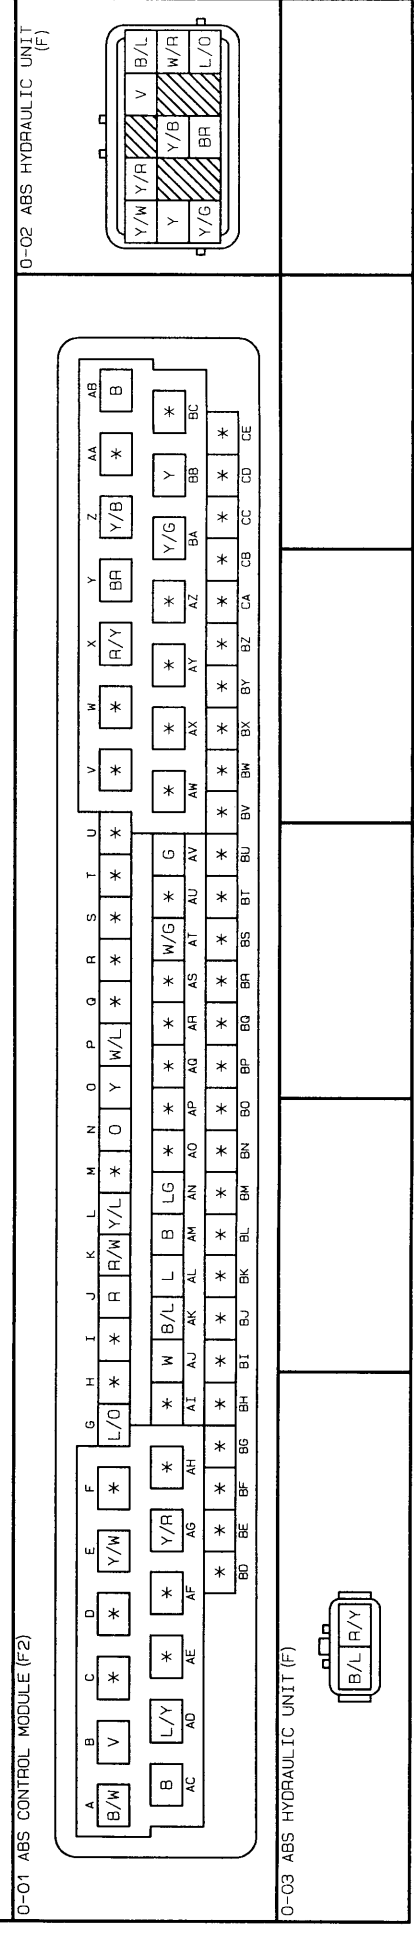 0-01 ABS CONTROL MODULE (F2)
A B C D E F G H I J K L M N O P Q R S T U V W X Y Z AA AB
B/W V * * Y/W * L/O * * R R/W Y/L * O Y W/L * * * * * * * R/Y BR Y/B * B
B L/Y * * Y/R * * W B/L L B LG * * * * * W/G * G * * * * Y/G Y *
AC AD AE AF AG AH AI AJ AK AL AM AN AO AP AQ AR AS AT AU AV AW AX AY AZ BA BB BC
* * * * * * * * * * * * * * * * * * * * * * * * * * * *
BD BE BF BG BH BI BJ BK BL BM BN BO BP BQ BR BS BT BU BV BW BX BY BZ CA CB CC CD CE
0-02 ABS HYDRAULIC UNIT
(F)
Y/W Y/R V B/L
Y Y/B W/R
Y/G BR L/O
0-03 ABS HYDRAULIC UNIT (F)
B/L R/Y